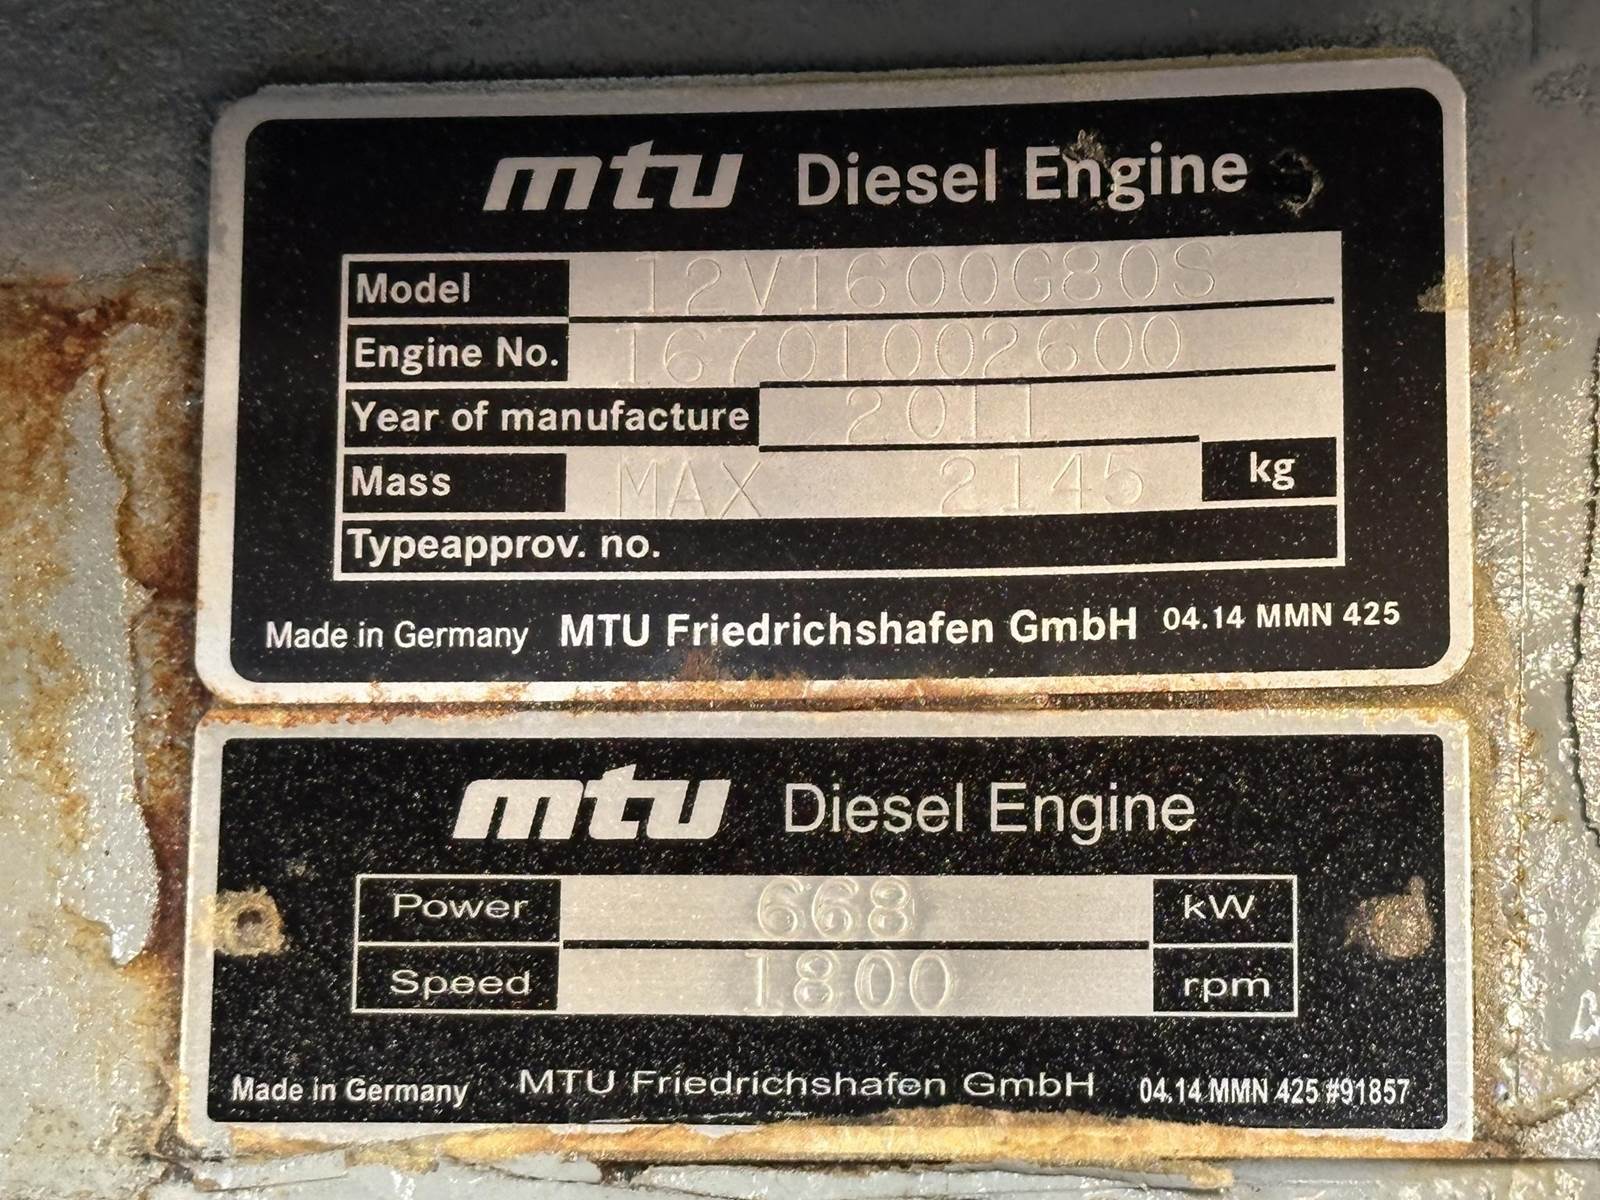 mtu Diesel Engine
Model 12V1600G80S
Engine No. 16701002600
Year of manufacture 2011
Mass MAX 2145 kg
Typeapprov. no.
Made in Germany MTU Friedrichshafen GmbH 04.14 MMN 425
mtu Diesel Engine
Power 668 kW
Speed 1800 rpm
Made in Germany MTU Friedrichshafen GmbH 04.14 MMN 425 #91857